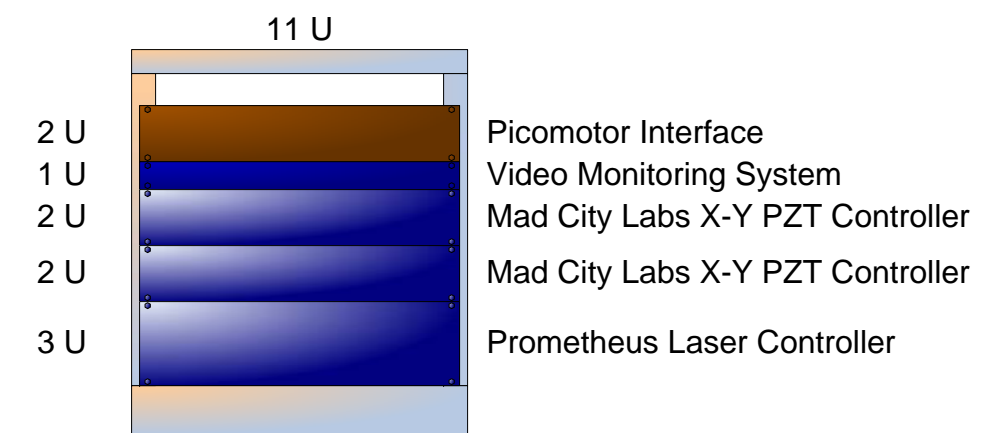 11 U
2 U Picomotor Interface
1 U Video Monitoring System
2 U Mad City Labs X-Y PZT Controller
2 U Mad City Labs X-Y PZT Controller
3 U Prometheus Laser Controller